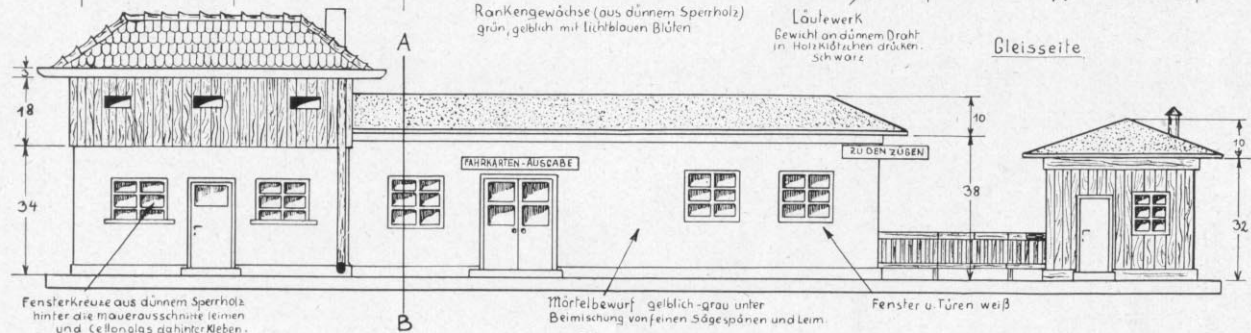 Rankengewächse (aus dünnem Sperrholz)
grün, gelblich mit lichtblauen Blüten
Läutewerk
Gewicht an dünnem Draht
in Holzklötzchen drücken.
Schwarz
Gleisseite
A
3
18
34
10
ZU DEN ZÜGEN
FAHRKARTEN-AUSGABE
38
10
32
Fensterkreuze aus dünnem Sperrholz
hinter die Mauerausschnitte leimen
und Cellonglas dahinter kleben.
B
Mörtelbewurf gelblich-grau unter
Beimischung von feinen Sägespänen und Leim.
Fenster u. Türen weiß